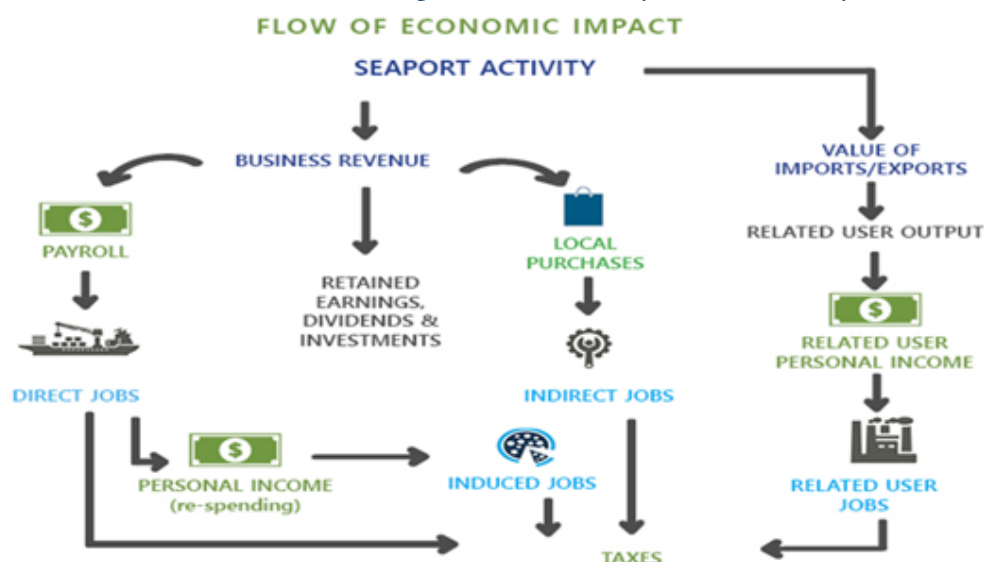 FLOW OF ECONOMIC IMPACT
SEAPORT ACTIVITY
BUSINESS REVENUE
VALUE OF
IMPORTS/EXPORTS
PAYROLL
LOCAL
PURCHASES
RELATED USER OUTPUT
RETAINED
EARNINGS,
DIVIDENDS &
INVESTMENTS
RELATED USER
PERSONAL INCOME
DIRECT JOBS
INDIRECT JOBS
PERSONAL INCOME
(re-spending)
INDUCED JOBS
RELATED USER
JOBS
TAXES